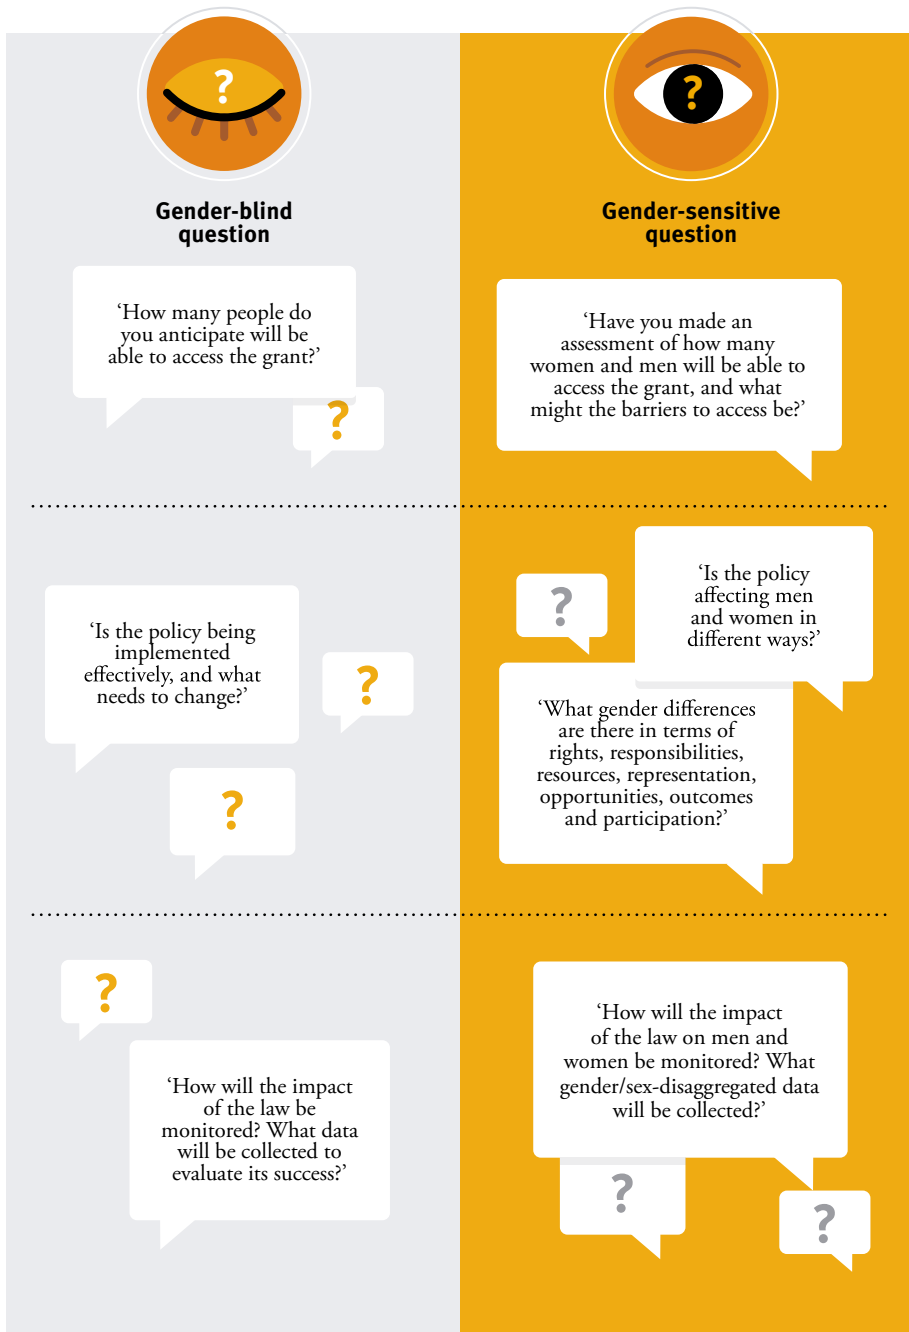 ?
?
Gender-blind
question
Gender-sensitive
question
‘How many people do
you anticipate will be
able to access the grant?’
?
‘Have you made an
assessment of how many
women and men will be able to
access the grant, and what
might the barriers to access be?’
‘Is the policy being
implemented
effectively, and what
needs to change?’
?
?
?
‘Is the policy
affecting men
and women in
different ways?’
‘What gender differences
are there in terms of
rights, responsibilities,
resources, representation,
opportunities, outcomes
and participation?’
?
‘How will the impact
of the law be
monitored? What data
will be collected to
evaluate its success?’
‘How will the impact
of the law on men and
women be monitored? What
gender/sex-disaggregated data
will be collected?’
?
?